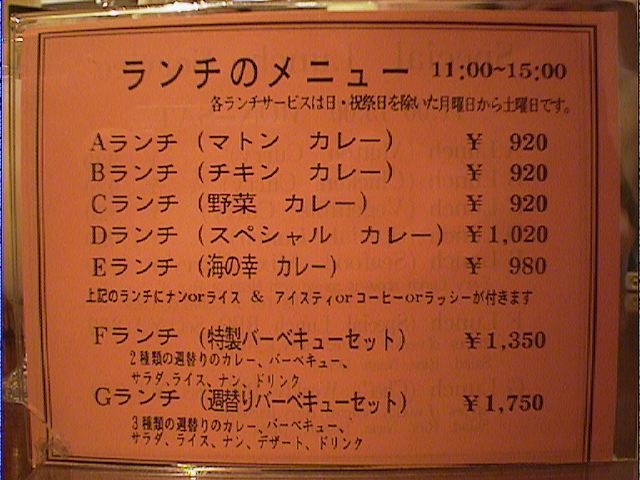 ランチのメニュー 11:00~15:00
各ランチサービスは日・祝祭日を除いた月曜日から土曜日です。
Aランチ (マトン カレー) ¥ 920
Bランチ (チキン カレー) ¥ 920
Cランチ (野菜 カレー) ¥ 920
Dランチ (スペシャル カレー) ¥1,020
Eランチ (海の幸 カレー) ¥ 980
上記のランチにナンorライス & アイスティorコーヒーorラッシーが付きます
Fランチ (特製バーベキューセット) ¥1,350
2種類の週替りのカレー、バーベキュー、
サラダ、ライス、ナン、ドリンク
Gランチ (週替りバーベキューセット) ¥1,750
3種類の週替りのカレー、バーベキュー、
サラダ、ライス、ナン、デザート、ドリンク